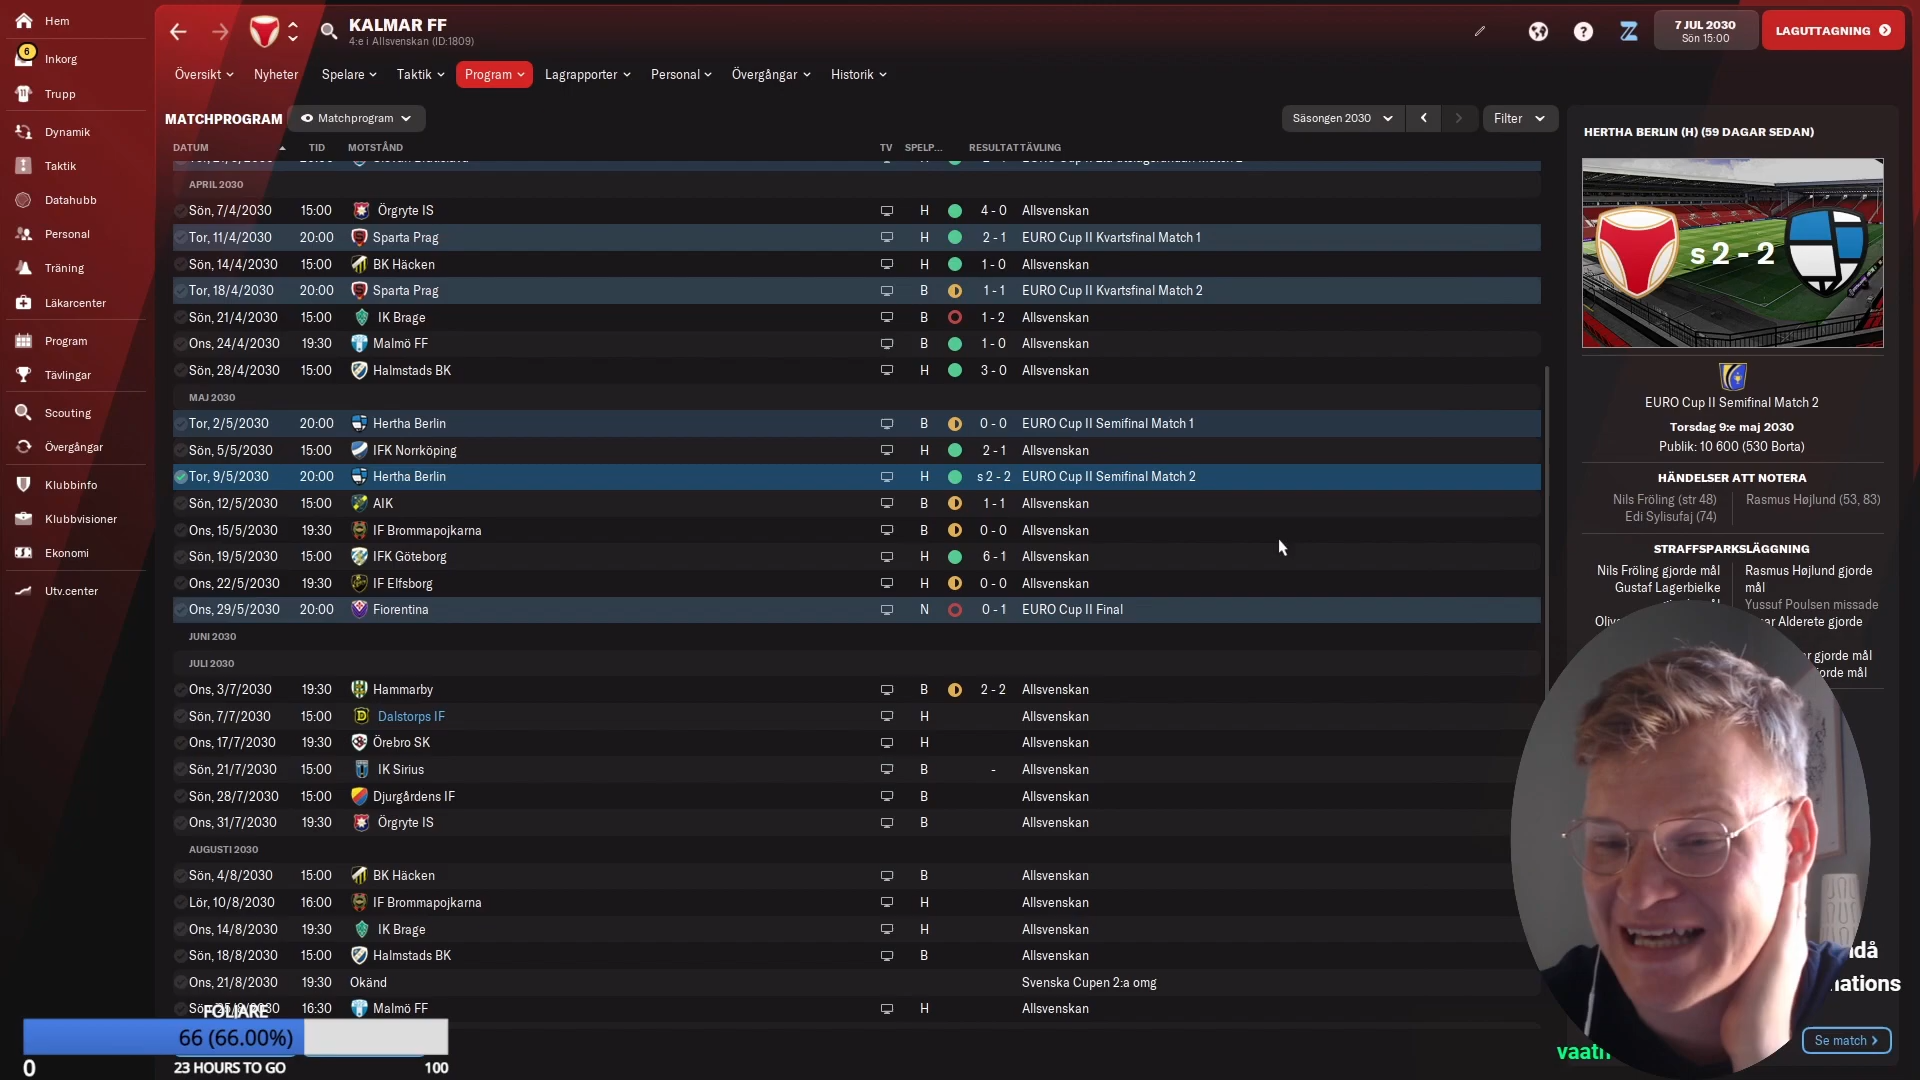 Hem
6
Inkorg
Trupp
Dynamik
Taktik
Datahubb
Personal
Träning
Läkarcenter
Program
Tävlingar
Scouting
Övergångar
Klubbinfo
Klubbvisioner
Ekonomi
Utv.center
KALMAR FF
4:e i Allsvenskan (ID:1809)
7 JUL 2030
Sön 15:00
LAGUTTAGNING
Översikt Nyheter Spelare Taktik Program Lagrapporter Personal Övergångar Historik
MATCHPROGRAM Matchprogram Säsongen 2030 Filter
DATUM TID MOTSTÅND TV SPELP... RESULTAT TÄVLING
APRIL 2030
Sön, 7/4/2030 15:00 Örgryte IS H 4 - 0 Allsvenskan
Tor, 11/4/2030 20:00 Sparta Prag H 2 - 1 EURO Cup II Kvartsfinal Match 1
Sön, 14/4/2030 15:00 BK Häcken H 1 - 0 Allsvenskan
Tor, 18/4/2030 20:00 Sparta Prag B 1 - 1 EURO Cup II Kvartsfinal Match 2
Sön, 21/4/2030 15:00 IK Brage B 1 - 2 Allsvenskan
Ons, 24/4/2030 19:30 Malmö FF B 1 - 0 Allsvenskan
Sön, 28/4/2030 15:00 Halmstads BK H 3 - 0 Allsvenskan
MAJ 2030
Tor, 2/5/2030 20:00 Hertha Berlin B 0 - 0 EURO Cup II Semifinal Match 1
Sön, 5/5/2030 15:00 IFK Norrköping H 2 - 1 Allsvenskan
Tor, 9/5/2030 20:00 Hertha Berlin H s 2 - 2 EURO Cup II Semifinal Match 2
Sön, 12/5/2030 15:00 AIK B 1 - 1 Allsvenskan
Ons, 15/5/2030 19:30 IF Brommapojkarna B 0 - 0 Allsvenskan
Sön, 19/5/2030 15:00 IFK Göteborg H 6 - 1 Allsvenskan
Ons, 22/5/2030 19:30 IF Elfsborg H 0 - 0 Allsvenskan
Ons, 29/5/2030 20:00 Fiorentina N 0 - 1 EURO Cup II Final
JUNI 2030
JULI 2030
Ons, 3/7/2030 19:30 Hammarby B 2 - 2 Allsvenskan
Sön, 7/7/2030 15:00 Dalstorps IF H Allsvenskan
Ons, 17/7/2030 19:30 Örebro SK H Allsvenskan
Sön, 21/7/2030 15:00 IK Sirius B - Allsvenskan
Sön, 28/7/2030 15:00 Djurgårdens IF B Allsvenskan
Ons, 31/7/2030 19:30 Örgryte IS B Allsvenskan
AUGUSTI 2030
Sön, 4/8/2030 15:00 BK Häcken B Allsvenskan
Lör, 10/8/2030 16:00 IF Brommapojkarna H Allsvenskan
Ons, 14/8/2030 19:30 IK Brage H Allsvenskan
Sön, 18/8/2030 15:00 Halmstads BK B Allsvenskan
Ons, 21/8/2030 19:30 Okänd Svenska Cupen 2:a omg
16:30 Malmö FF H Allsvenskan
HERTHA BERLIN (H) (59 DAGAR SEDAN)
s 2 - 2
EURO Cup II Semifinal Match 2
Torsdag 9:e maj 2030
Publik: 10 600 (530 Borta)
HÄNDELSER ATT NOTERA
Nils Fröling (str 48) Rasmus Højlund (53, 83)
Edi Sylisufaj (74)
STRAFFSPARKSLÄGGNING
Nils Fröling gjorde mål Rasmus Højlund gjorde
Gustaf Lagerbielke mål
Yussuf Poulsen missade
Alderete gjorde
gjorde mål
mål
Se match
FÖLJARE
66 (66.00%)
0 23 HOURS TO GO 100